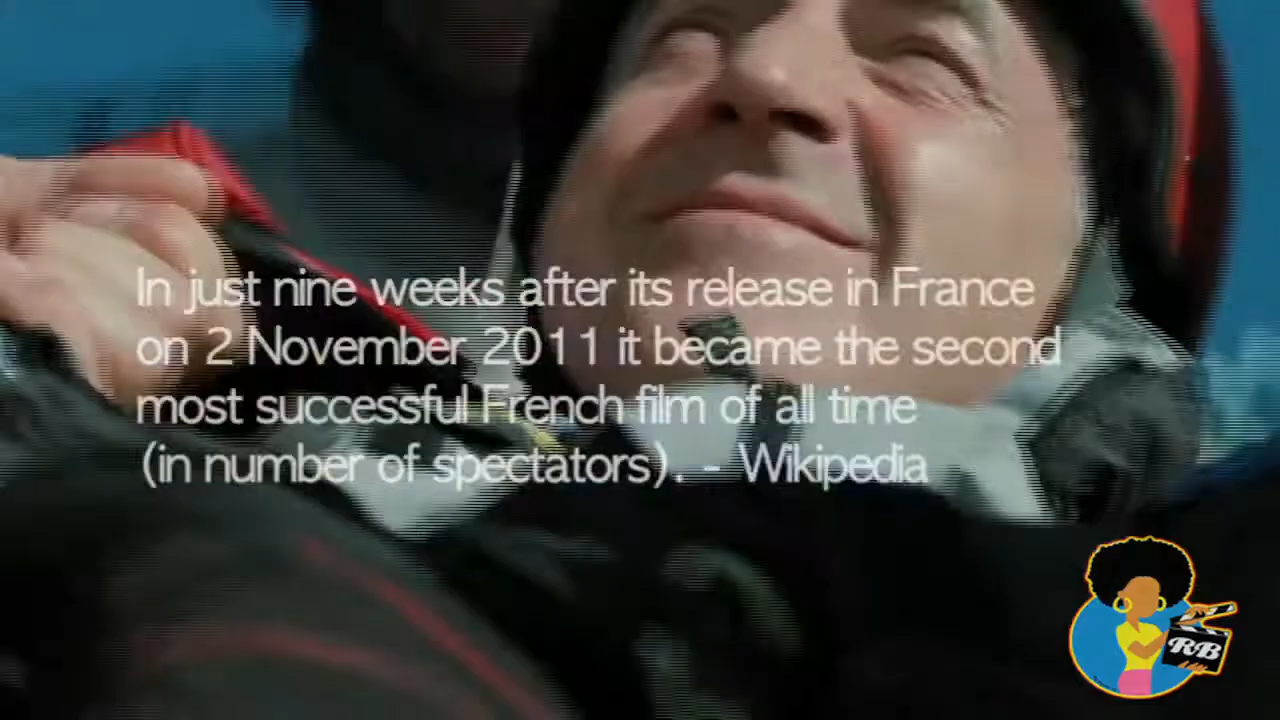 In just nine weeks after its release in France
on 2 November 2011 it became the second
most successful French film of all time
(in number of spectators). - Wikipedia
RB